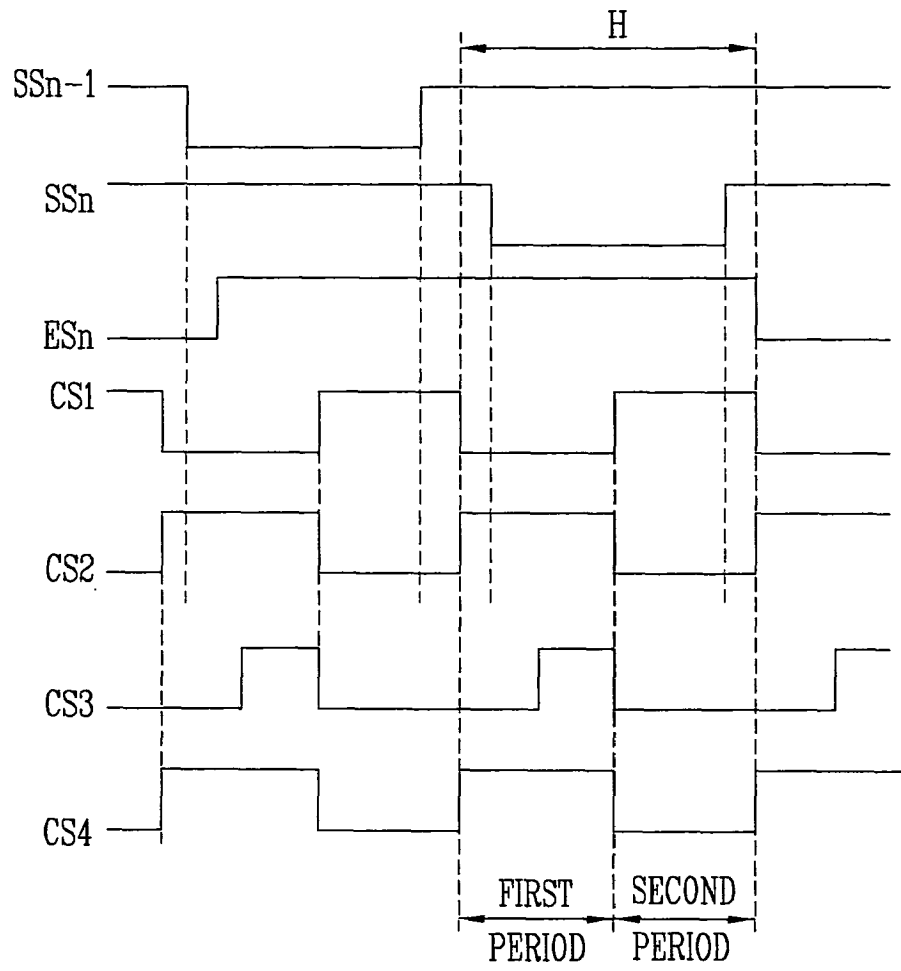 H
SSn-1
SSn
ESn
CS1
CS2
CS3
CS4
FIRST PERIOD
SECOND PERIOD